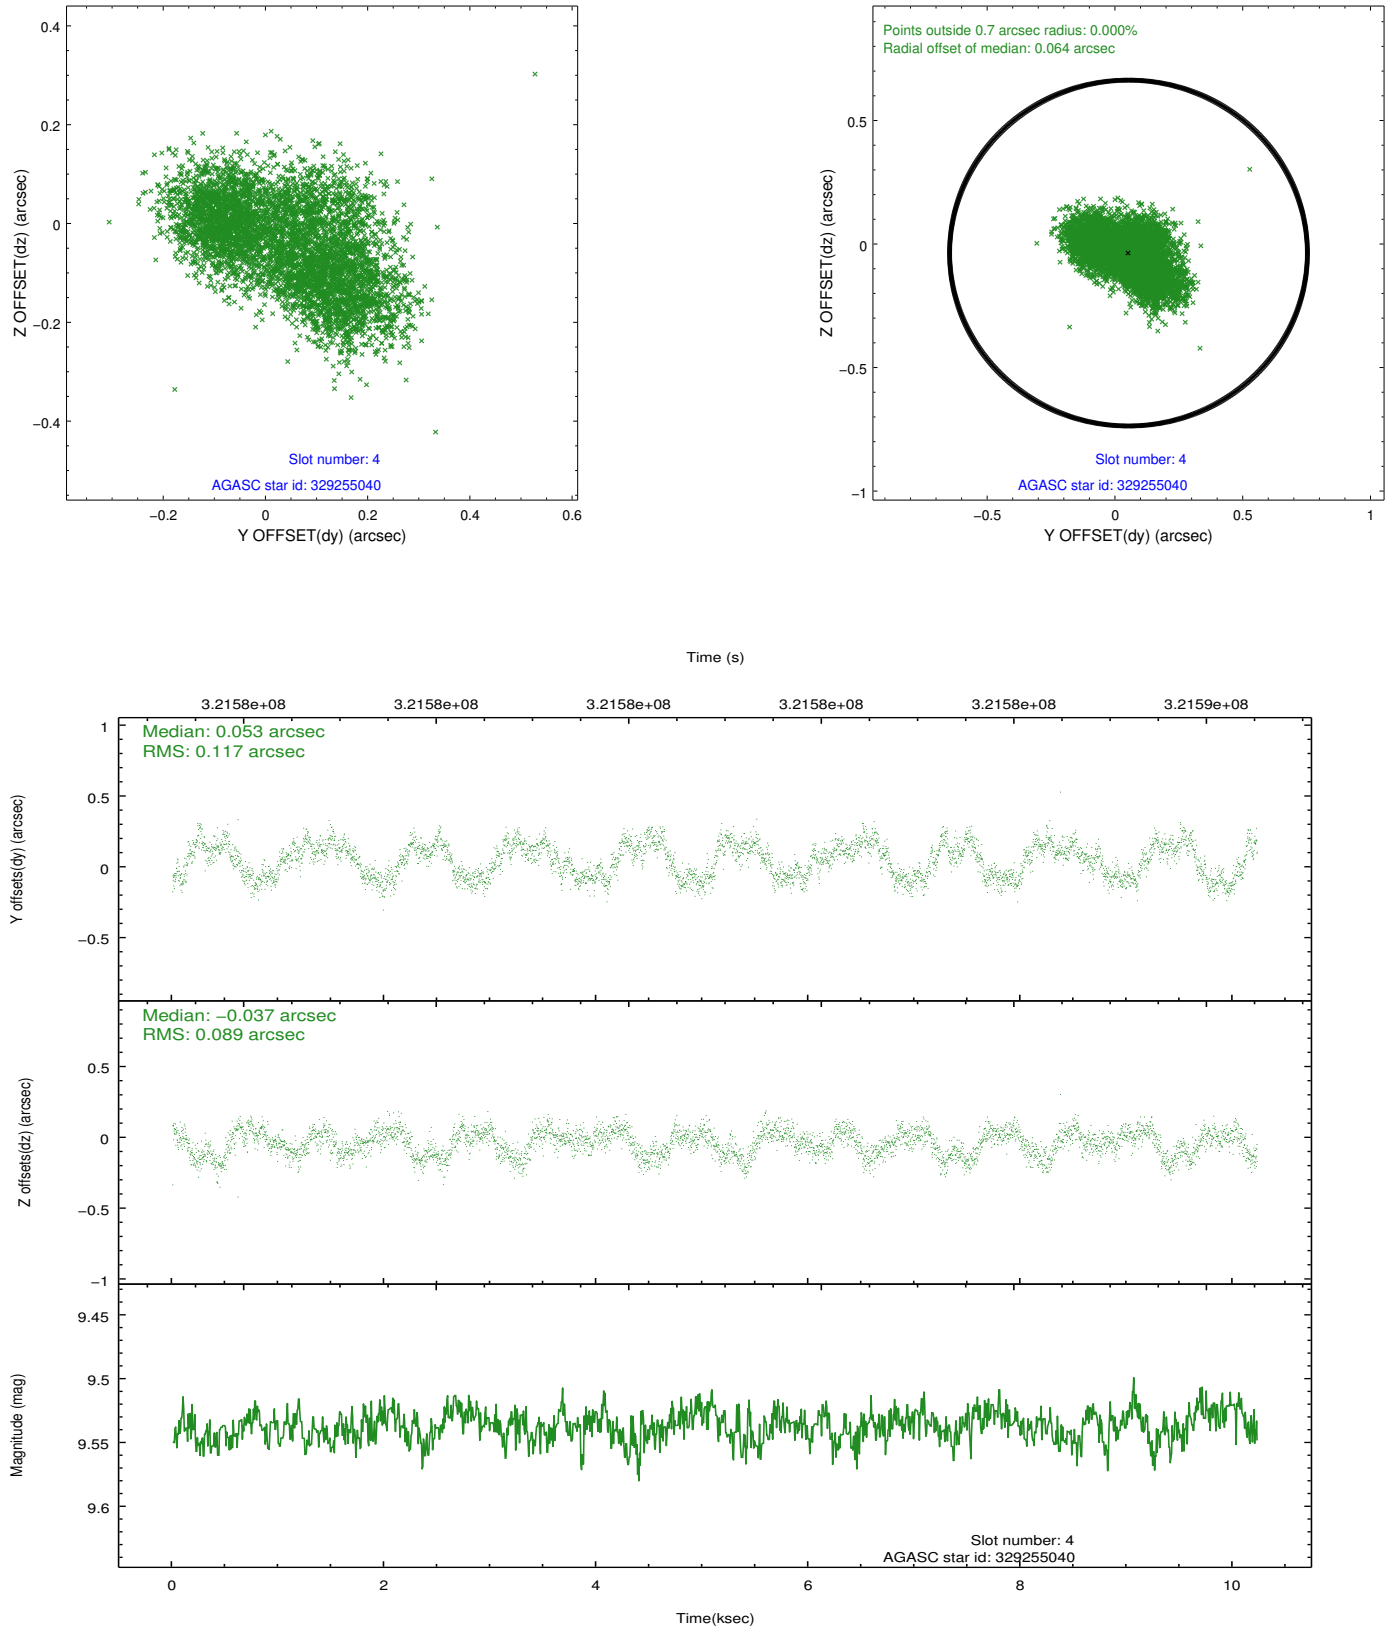 0.4
0.2
0
−0.2
−0.4
Z OFFSET(dz) (arcsec)
Slot number: 4
AGASC star id: 329255040
−0.2 0 0.2 0.4 0.6
Y OFFSET(dy) (arcsec)
Points outside 0.7 arcsec radius: 0.000%
Radial offset of median: 0.064 arcsec
0.5
0
−0.5
−1
Z OFFSET(dz) (arcsec)
Slot number: 4
AGASC star id: 329255040
−0.5 0 0.5 1
Y OFFSET(dy) (arcsec)
Time (s)
3.2158e+08 3.2158e+08 3.2158e+08 3.2158e+08 3.2158e+08 3.2159e+08
Median: 0.053 arcsec
RMS: 0.117 arcsec
1
0.5
0
−0.5
Y offsets(dy) (arcsec)
Median: −0.037 arcsec
RMS: 0.089 arcsec
0.5
0
−0.5
−1
Z offsets(dz) (arcsec)
9.45
9.5
9.55
9.6
Magnitude (mag)
Slot number: 4
AGASC star id: 329255040
0 2 4 6 8 10
Time(ksec)